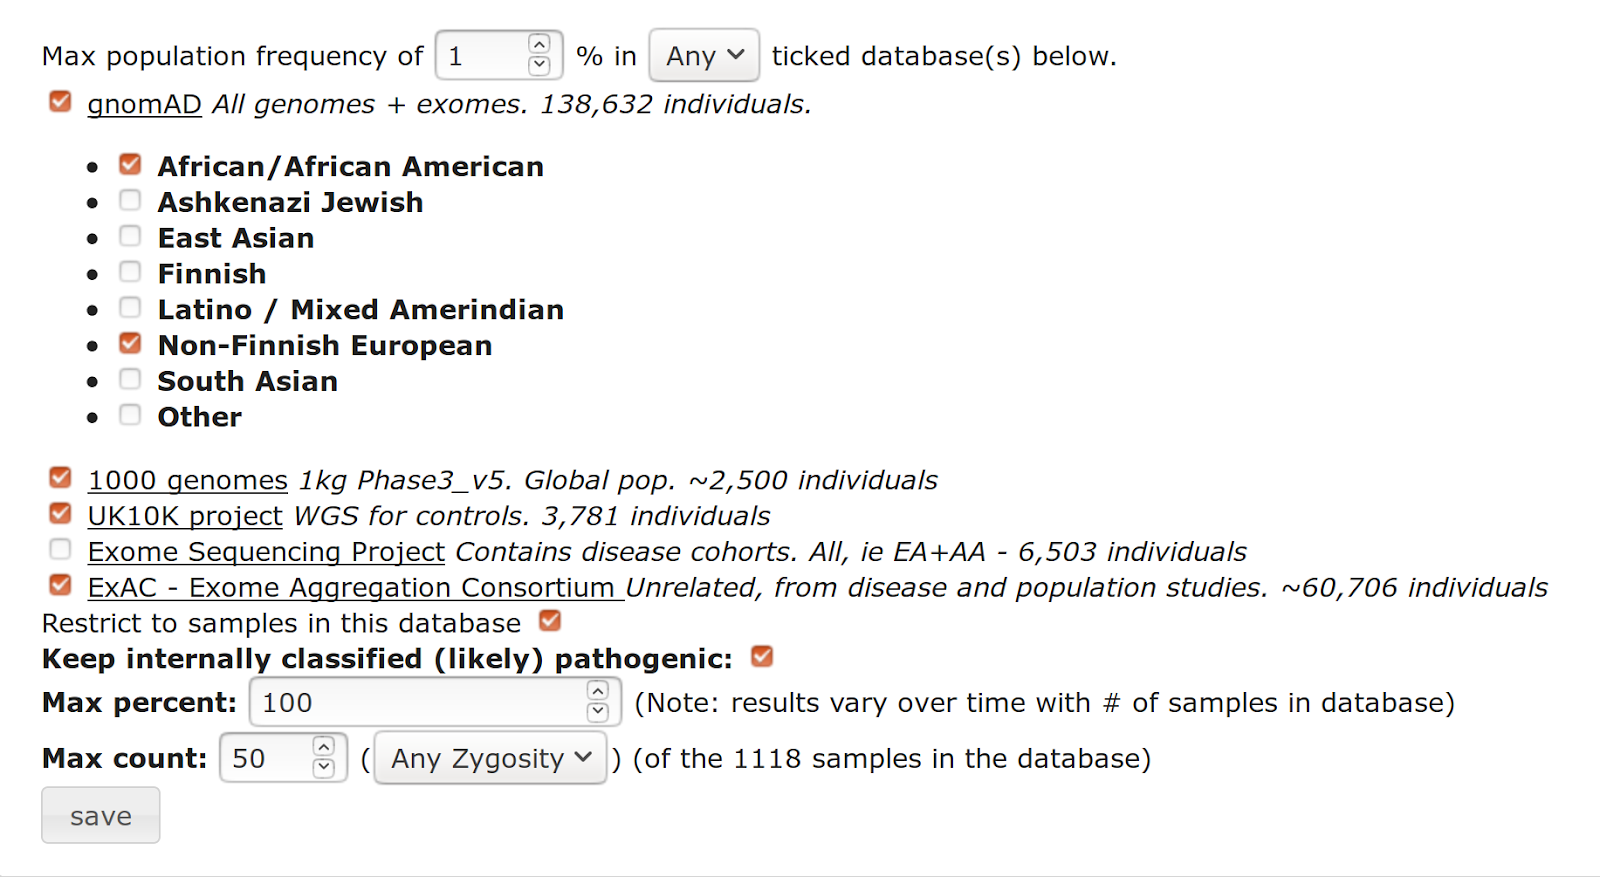 Max population frequency of 1 % in Any ticked database(s) below.
gnomAD All genomes + exomes. 138,632 individuals.
African/African American
Ashkenazi Jewish
East Asian
Finnish
Latino / Mixed Amerindian
Non-Finnish European
South Asian
Other
1000 genomes 1kg Phase3_v5. Global pop. ~2,500 individuals
UK10K project WGS for controls. 3,781 individuals
Exome Sequencing Project Contains disease cohorts. All, ie EA+AA - 6,503 individuals
ExAC - Exome Aggregation Consortium Unrelated, from disease and population studies. ~60,706 individuals
Restrict to samples in this database
Keep internally classified (likely) pathogenic:
Max percent: 100 (Note: results vary over time with # of samples in database)
Max count: 50 ( Any Zygosity ) (of the 1118 samples in the database)
save